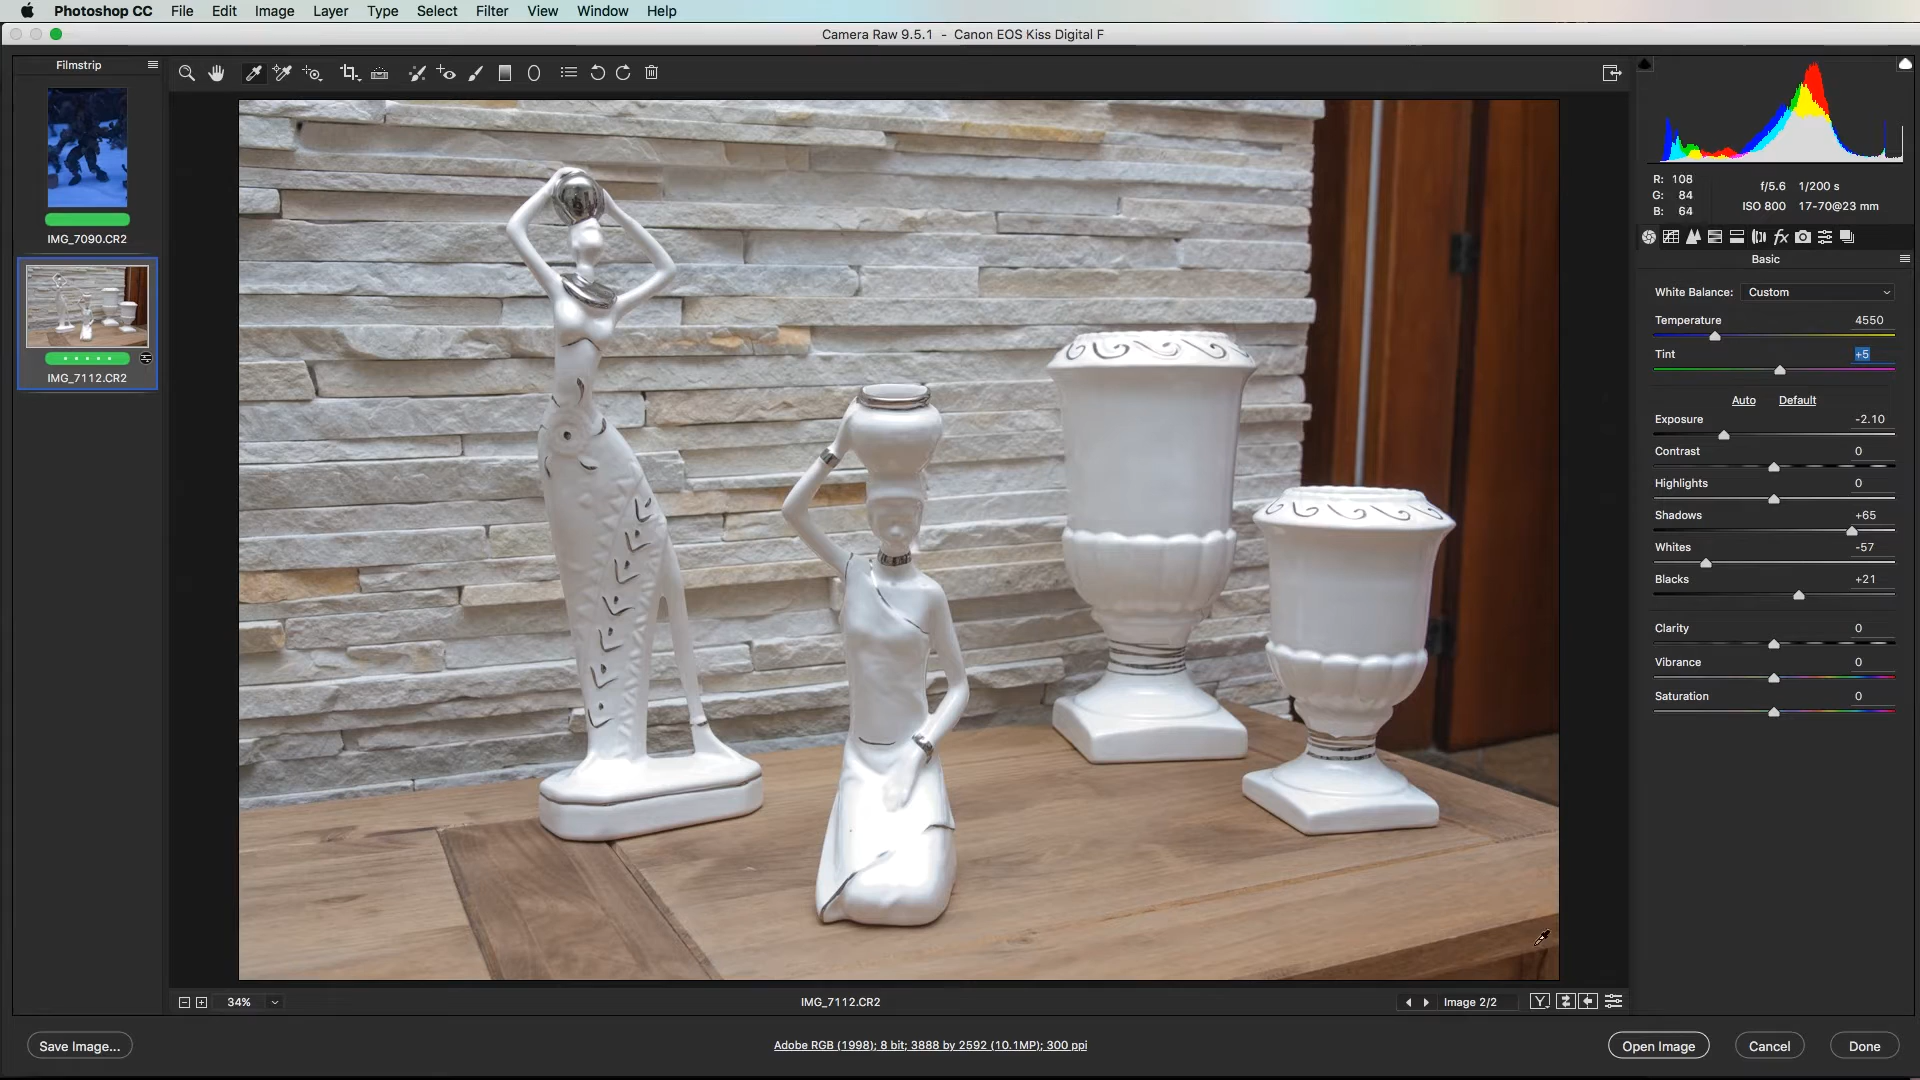 Photoshop CC File Edit Image Layer Type Select Filter View Window Help
Camera Raw 9.5.1 - Canon EOS Kiss Digital F
Filmstrip
IMG_7090.CR2
IMG_7112.CR2
R: 108
G: 84
B: 64
f/5.6 1/200 s
ISO 800 17-70@23 mm
fx
Basic
White Balance: Custom
Temperature 4550
Tint +5
Auto Default
Exposure -2.10
Contrast 0
Highlights 0
Shadows +65
Whites -57
Blacks +21
Clarity 0
Vibrance 0
Saturation 0
34%
IMG_7112.CR2
Image 2/2
Y
Save Image...
Adobe RGB (1998); 8 bit; 3888 by 2592 (10.1MP); 300 ppi
Open Image
Cancel
Done